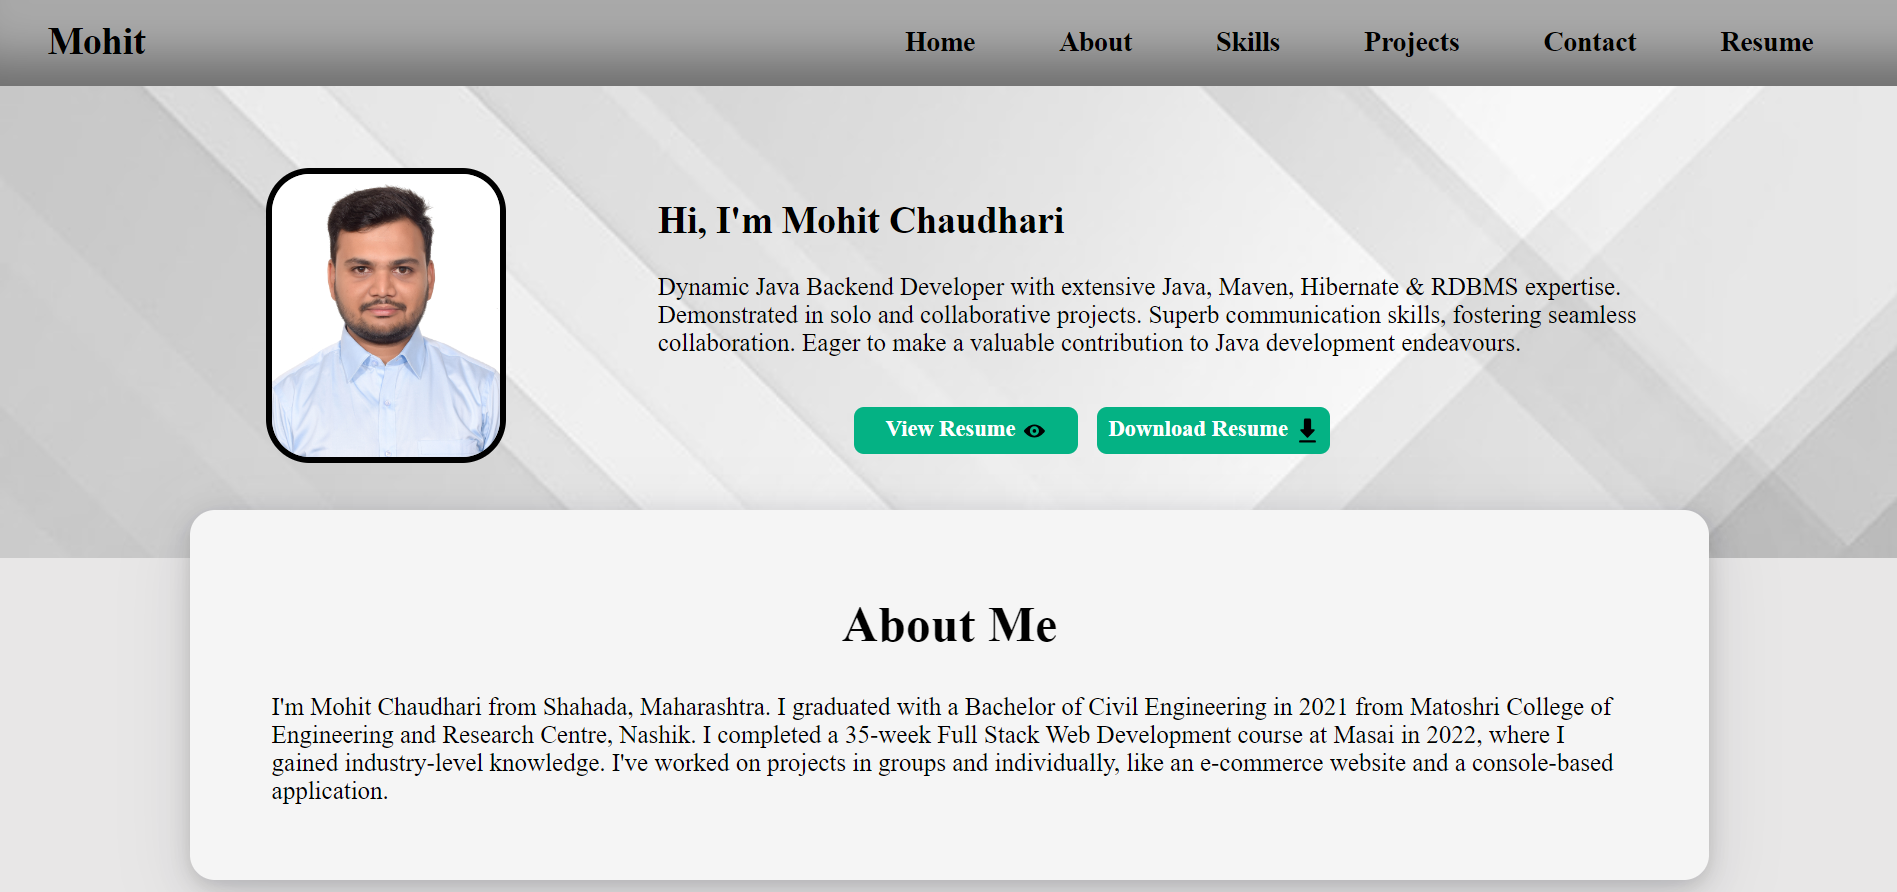 Mohit
Home About Skills Projects Contact Resume
Hi, I'm Mohit Chaudhari
Dynamic Java Backend Developer with extensive Java, Maven, Hibernate & RDBMS expertise.
Demonstrated in solo and collaborative projects. Superb communication skills, fostering seamless
collaboration. Eager to make a valuable contribution to Java development endeavours.
View Resume
Download Resume
About Me
I'm Mohit Chaudhari from Shahada, Maharashtra. I graduated with a Bachelor of Civil Engineering in 2021 from Matoshri College of
Engineering and Research Centre, Nashik. I completed a 35-week Full Stack Web Development course at Masai in 2022, where I
gained industry-level knowledge. I've worked on projects in groups and individually, like an e-commerce website and a console-based
application.